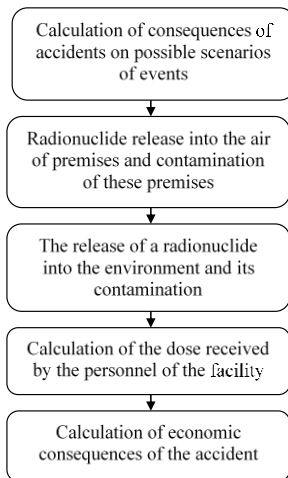 Calculation of consequences of
accidents on possible scenarios
of events
Radionuclide release into the air
of premises and contamination
of these premises
The release of a radionuclide
into the environment and its
contamination
Calculation of the dose received
by the personnel of the facility
Calculation of economic
consequences of the accident